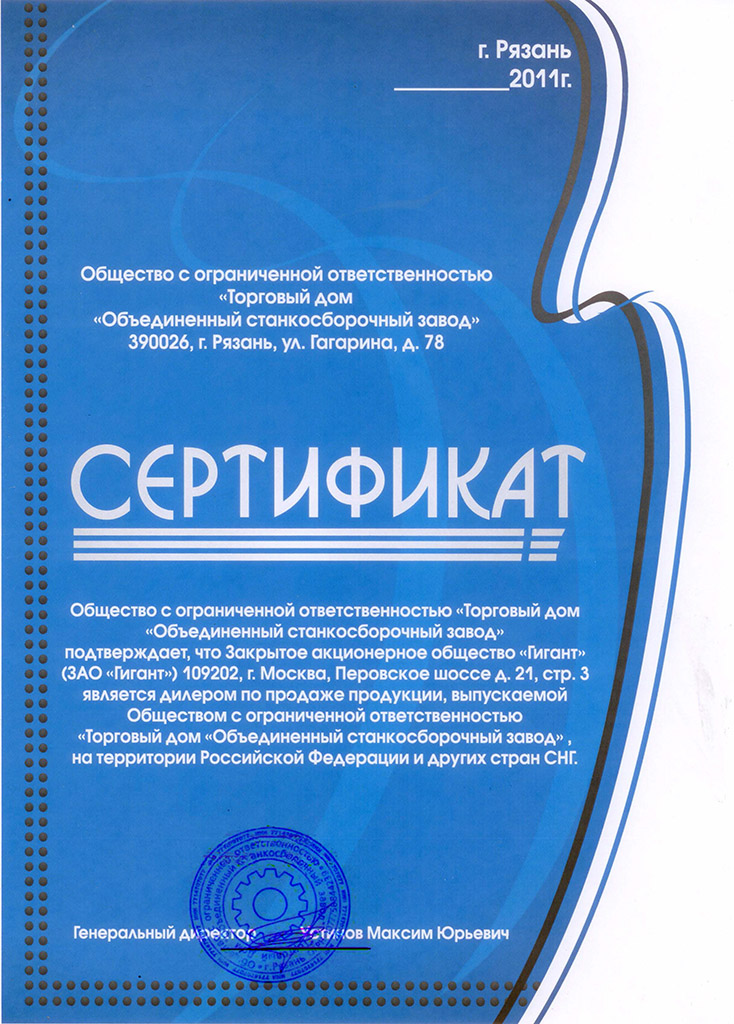 г. Рязань
__________2011г.
Общество с ограниченной ответственностью
«Торговый дом
«Объединенный станкосборочный завод»
390026, г. Рязань, ул. Гагарина, д. 78
СЕРТИФИКАТ
Общество с ограниченной ответственностью «Торговый дом
«Объединенный станкосборочный завод»
подтверждает, что Закрытое акционерное общество «Гигант»
(ЗАО «Гигант») 109202, г. Москва, Перовское шоссе д. 21, стр. 3
является дилером по продаже продукции, выпускаемой
Обществом с ограниченной ответственностью
«Торговый дом «Объединенный станкосборочный завод» ,
на территории Российской Федерации и других стран СНГ.
Генеральный директор Максим Юрьевич